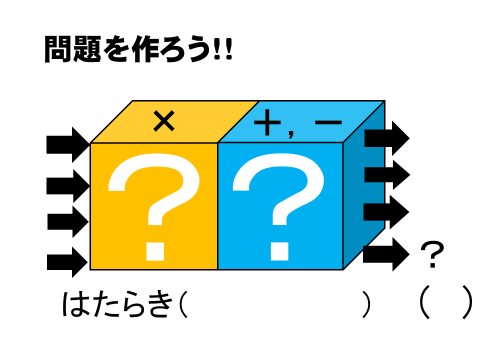 問題を作ろう!!
× ＋，－
? ?
?
はたらき（　　　　　　　）（　）